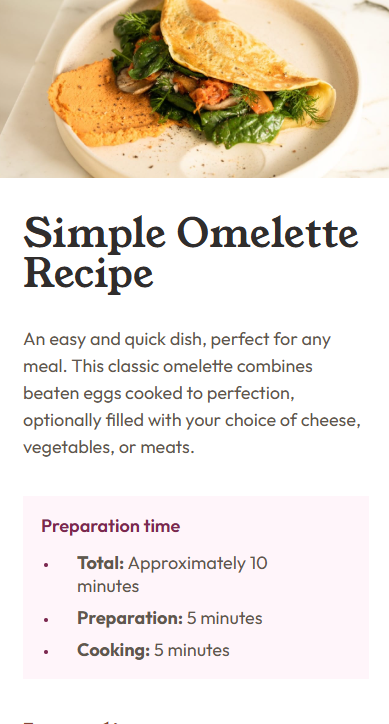 Simple Omelette
Recipe
An easy and quick dish, perfect for any
meal. This classic omelette combines
beaten eggs cooked to perfection,
optionally filled with your choice of cheese,
vegetables, or meats.
Preparation time
• Total: Approximately 10
minutes
• Preparation: 5 minutes
• Cooking: 5 minutes